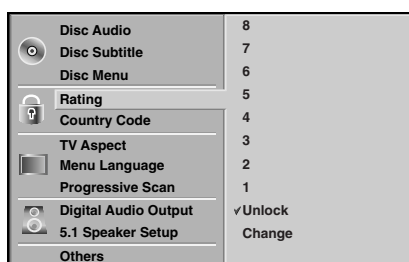 Disc Audio
Disc Subtitle
Disc Menu
Rating
Country Code
TV Aspect
Menu Language
Progressive Scan
Digital Audio Output
5.1 Speaker Setup
Others
8
7
6
5
4
3
2
1
✓Unlock
Change